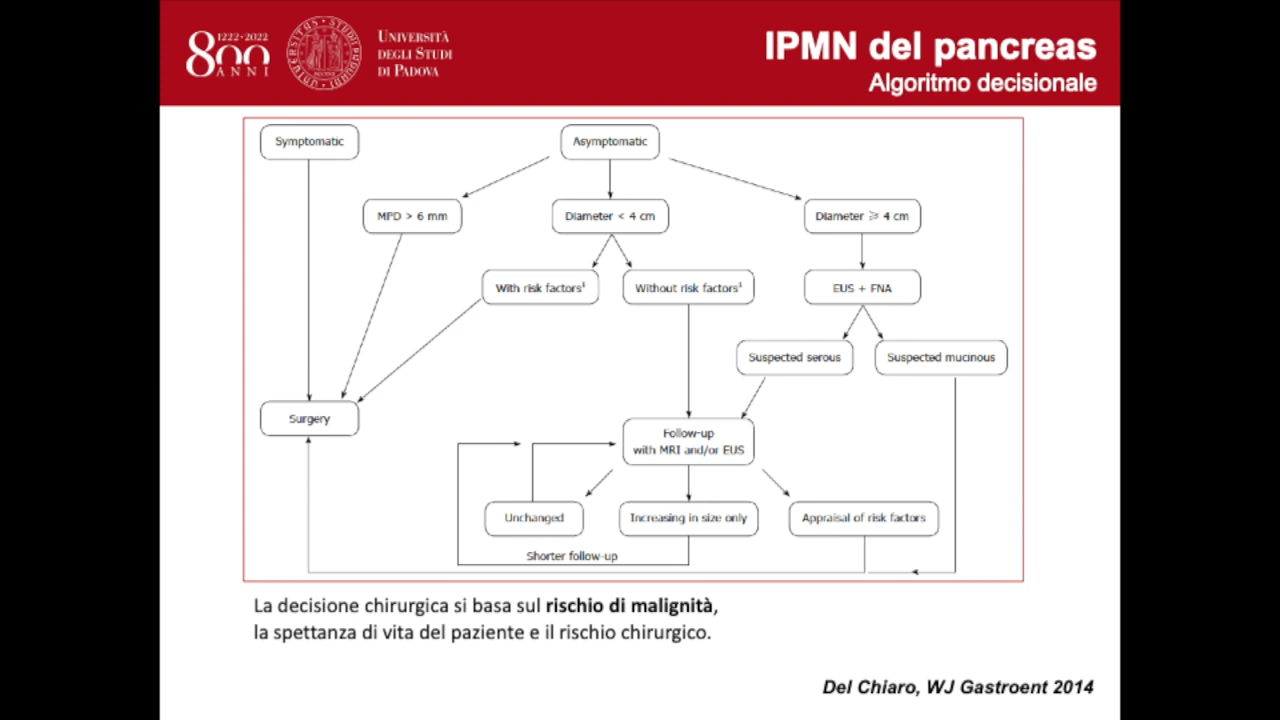 1222·2022
800
ANNI
UNIVERSITÀ
DEGLI STUDI
DI PADOVA
IPMN del pancreas
Algoritmo decisionale
Symptomatic
Asymptomatic
MPD > 6 mm
Diameter < 4 cm
Diameter ⩾ 4 cm
With risk factors¹
Without risk factors¹
EUS + FNA
Suspected serous
Suspected mucinous
Surgery
Follow-up
with MRI and/or EUS
Unchanged
Increasing in size only
Appraisal of risk factors
Shorter follow-up
La decisione chirurgica si basa sul rischio di malignità,
la spettanza di vita del paziente e il rischio chirurgico.
Del Chiaro, WJ Gastroent 2014